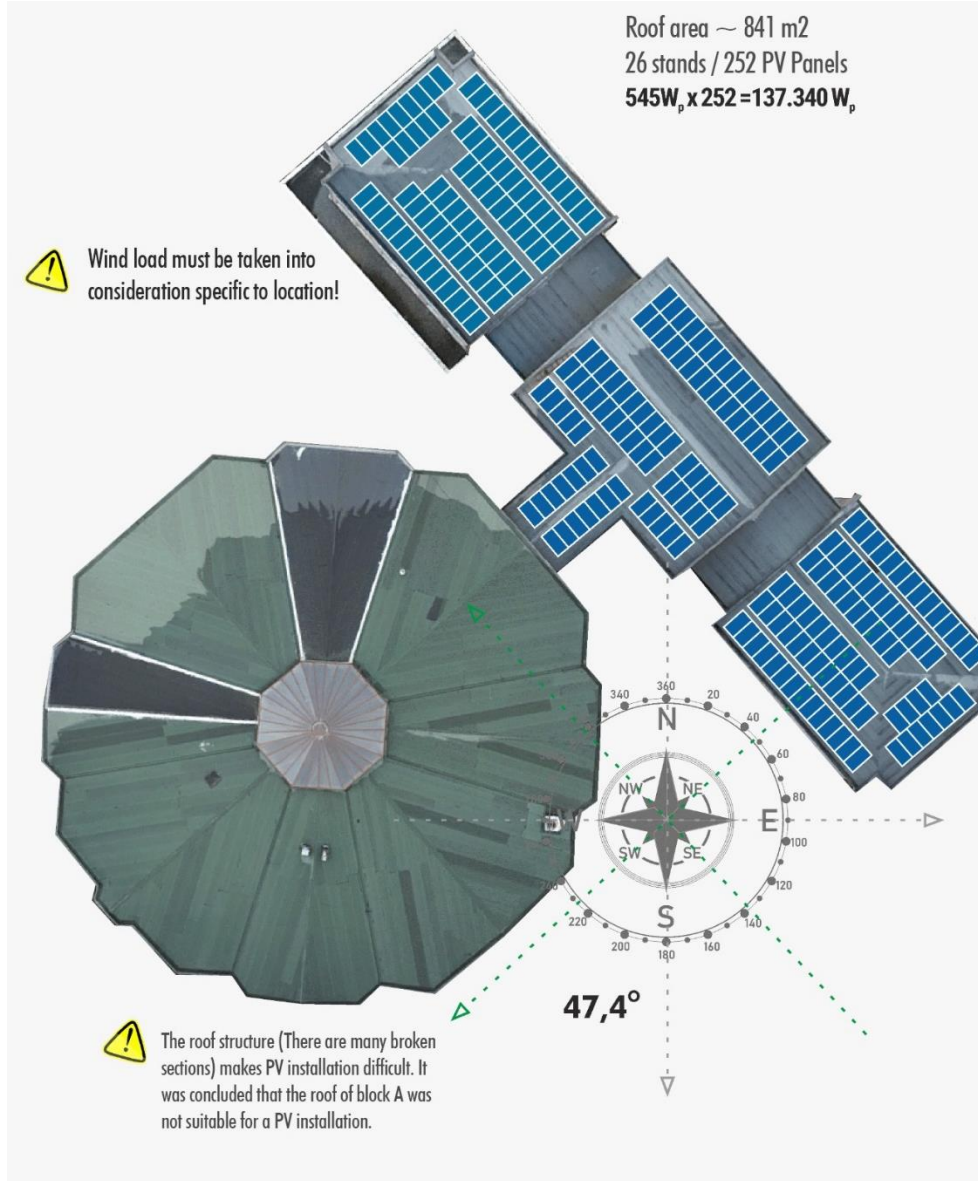 Roof area ~ 841 m2
26 stands / 252 PV Panels
545Wp x 252 =137.340 Wp
Wind load must be taken into
consideration specific to location!
340
360
20
N
40
60
NW
NE
80
E
100
SW
SE
120
S
220
140
200
180
160
47,4°
The roof structure (There are many broken
sections) makes PV installation difficult. It
was concluded that the roof of block A was
not suitable for a PV installation.